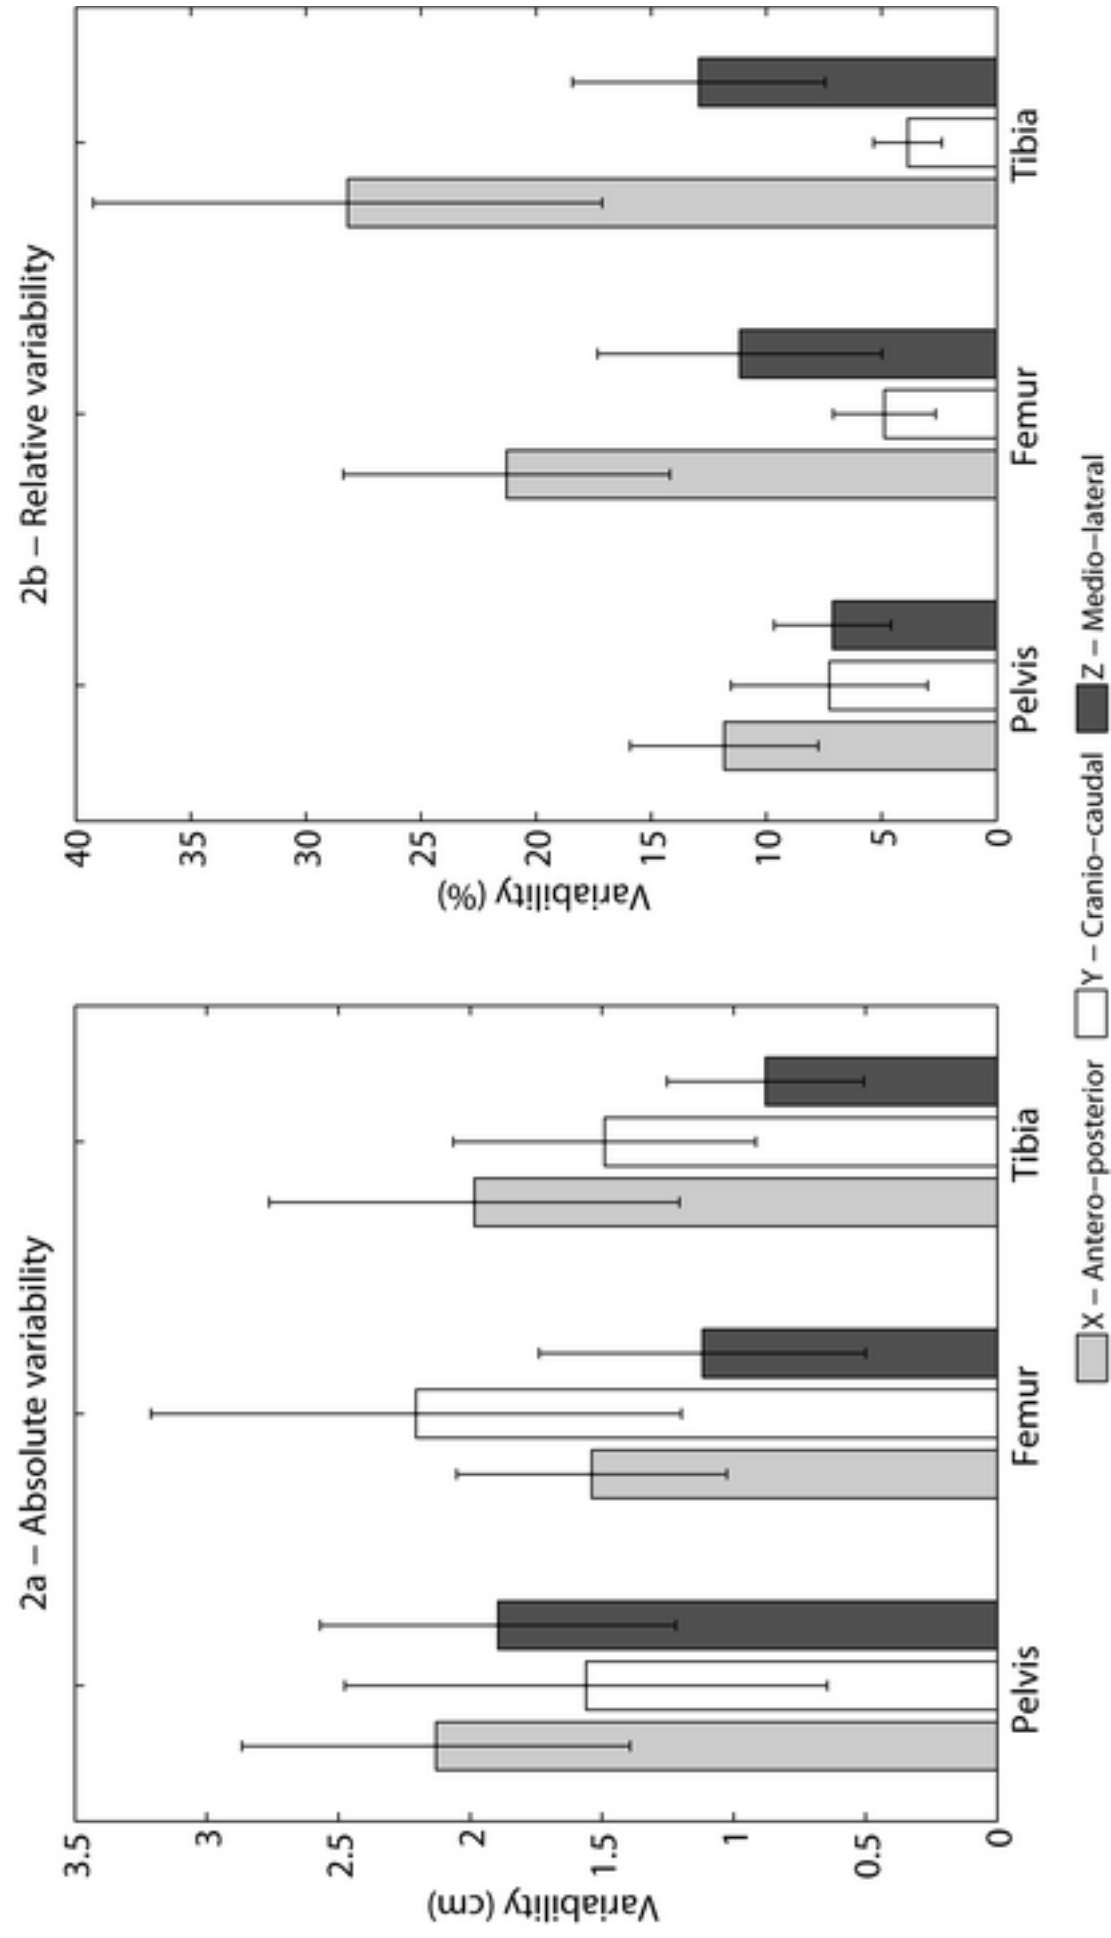 2a – Absolute variability
Variability (cm)
3.5
3
2.5
2
1.5
1
0.5
0
Pelvis
Femur
Tibia
2b – Relative variability
Variability (%)
40
35
30
25
20
15
10
5
0
Pelvis
Femur
Tibia
X – Antero–posterior Y – Cranio–caudal Z – Medio–lateral